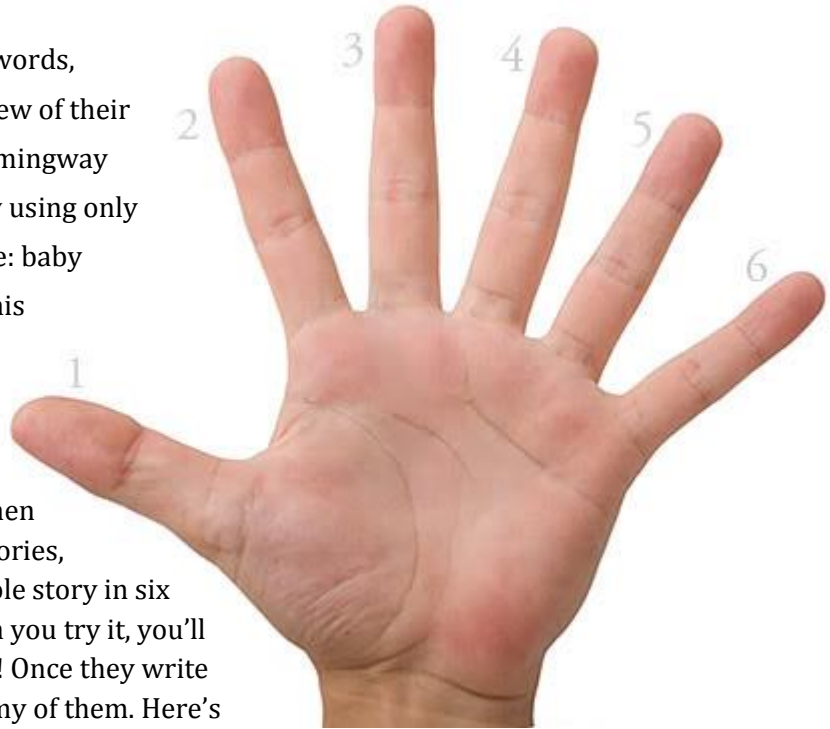 words,
ew of their
mingway
y using only
e: baby
his
hen
ories,
ole story in six
n you try it, you’ll
! Once they write
my of them. Here’s
1
2
3
4
5
6